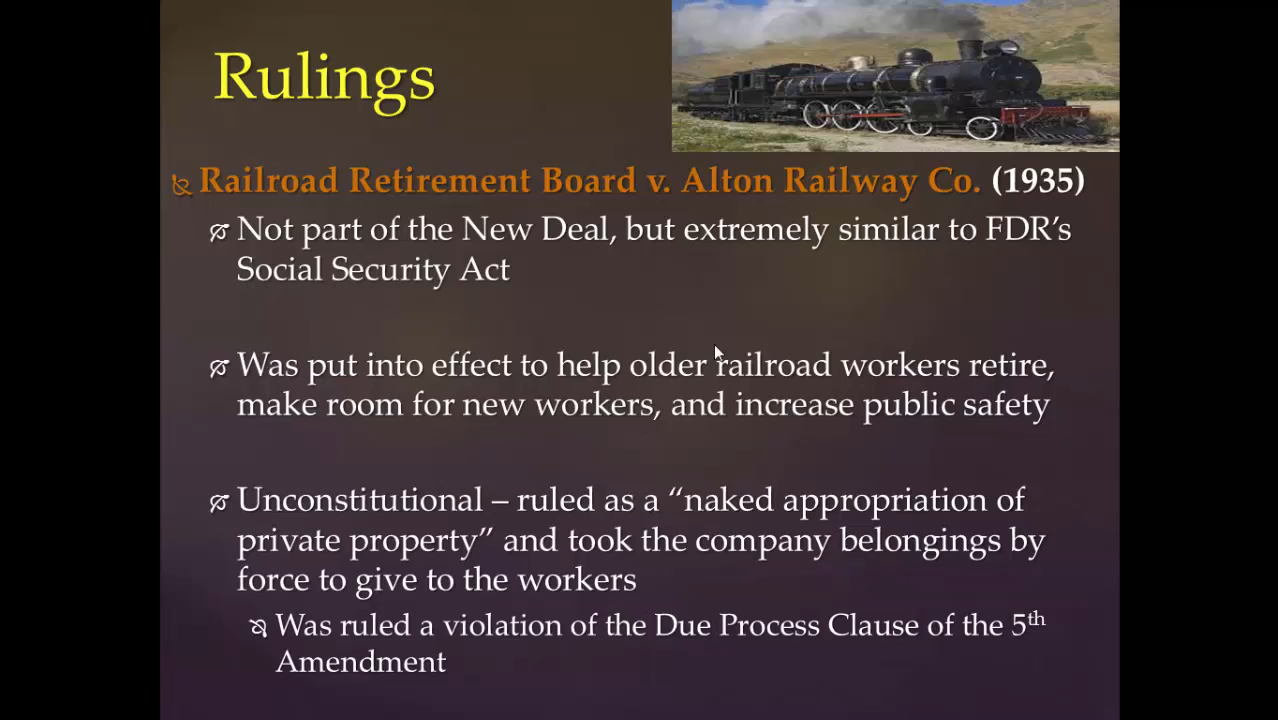 Rulings
Railroad Retirement Board v. Alton Railway Co. (1935)
Not part of the New Deal, but extremely similar to FDR’s
Social Security Act
Was put into effect to help older railroad workers retire,
make room for new workers, and increase public safety
Unconstitutional – ruled as a “naked appropriation of
private property” and took the company belongings by
force to give to the workers
Was ruled a violation of the Due Process Clause of the 5th
Amendment